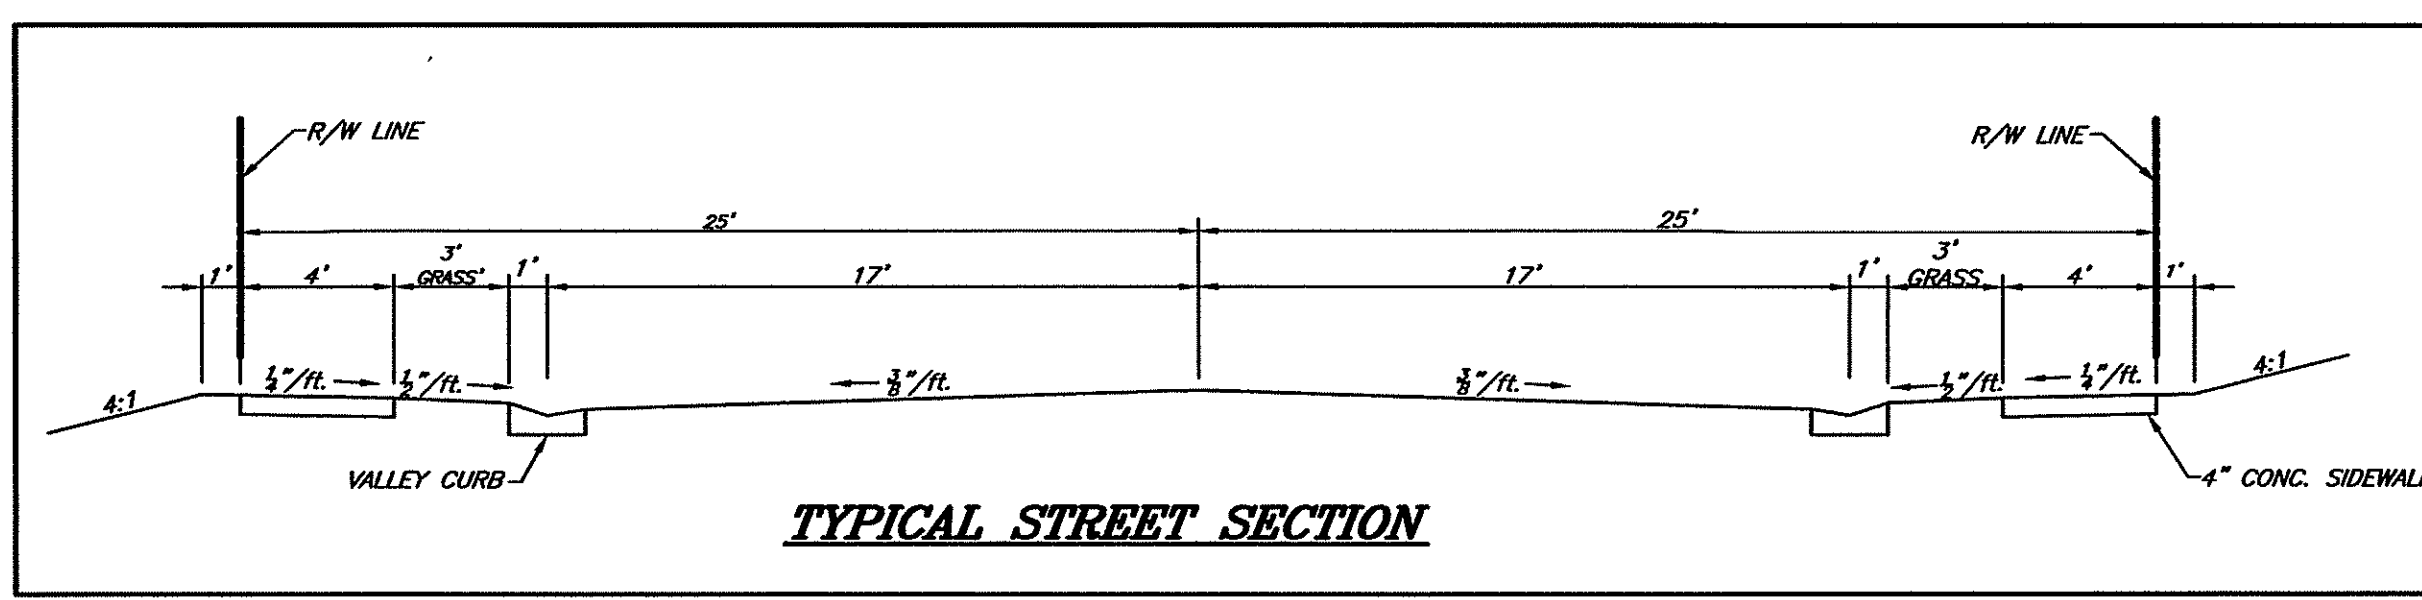 R/W LINE
R/W LINE
25'
25'
1'
4'
3'
GRASS'
1'
17'
17'
1'
3'
GRASS
4'
1'
4:1
1/4"/ft.
1/2"/ft.
3/8"/ft.
3/8"/ft.
1/2"/ft.
1/4"/ft.
4:1
VALLEY CURB
4" CONC. SIDEWALK
TYPICAL STREET SECTION